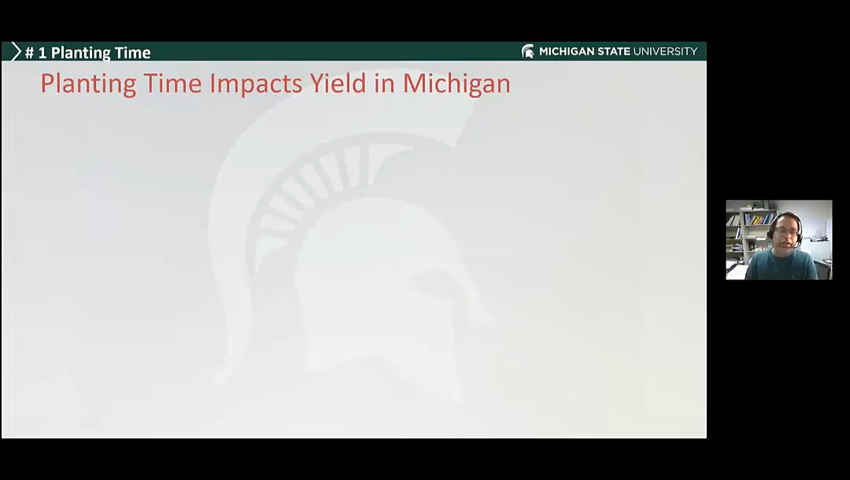 # 1 Planting Time
MICHIGAN STATE UNIVERSITY
Planting Time Impacts Yield in Michigan